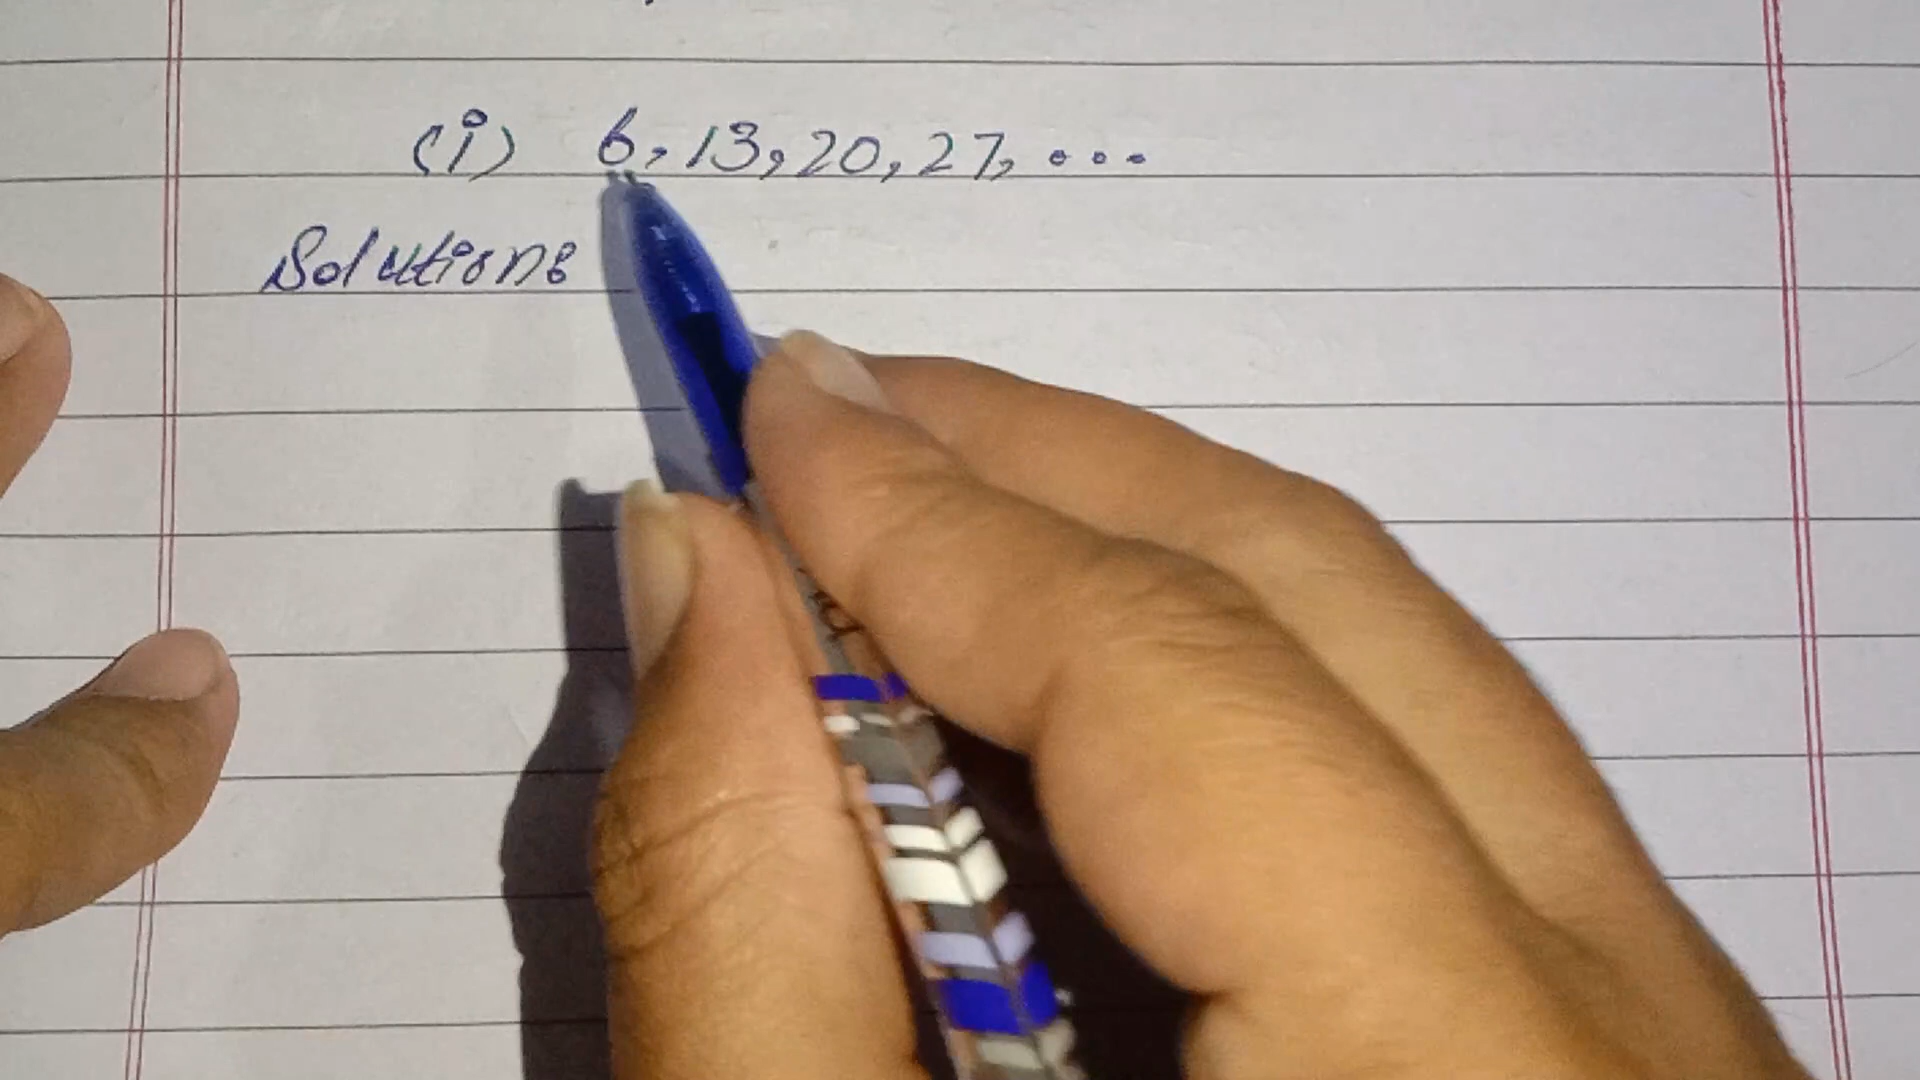 (i) 6, 13, 20, 27, ...
Solution: